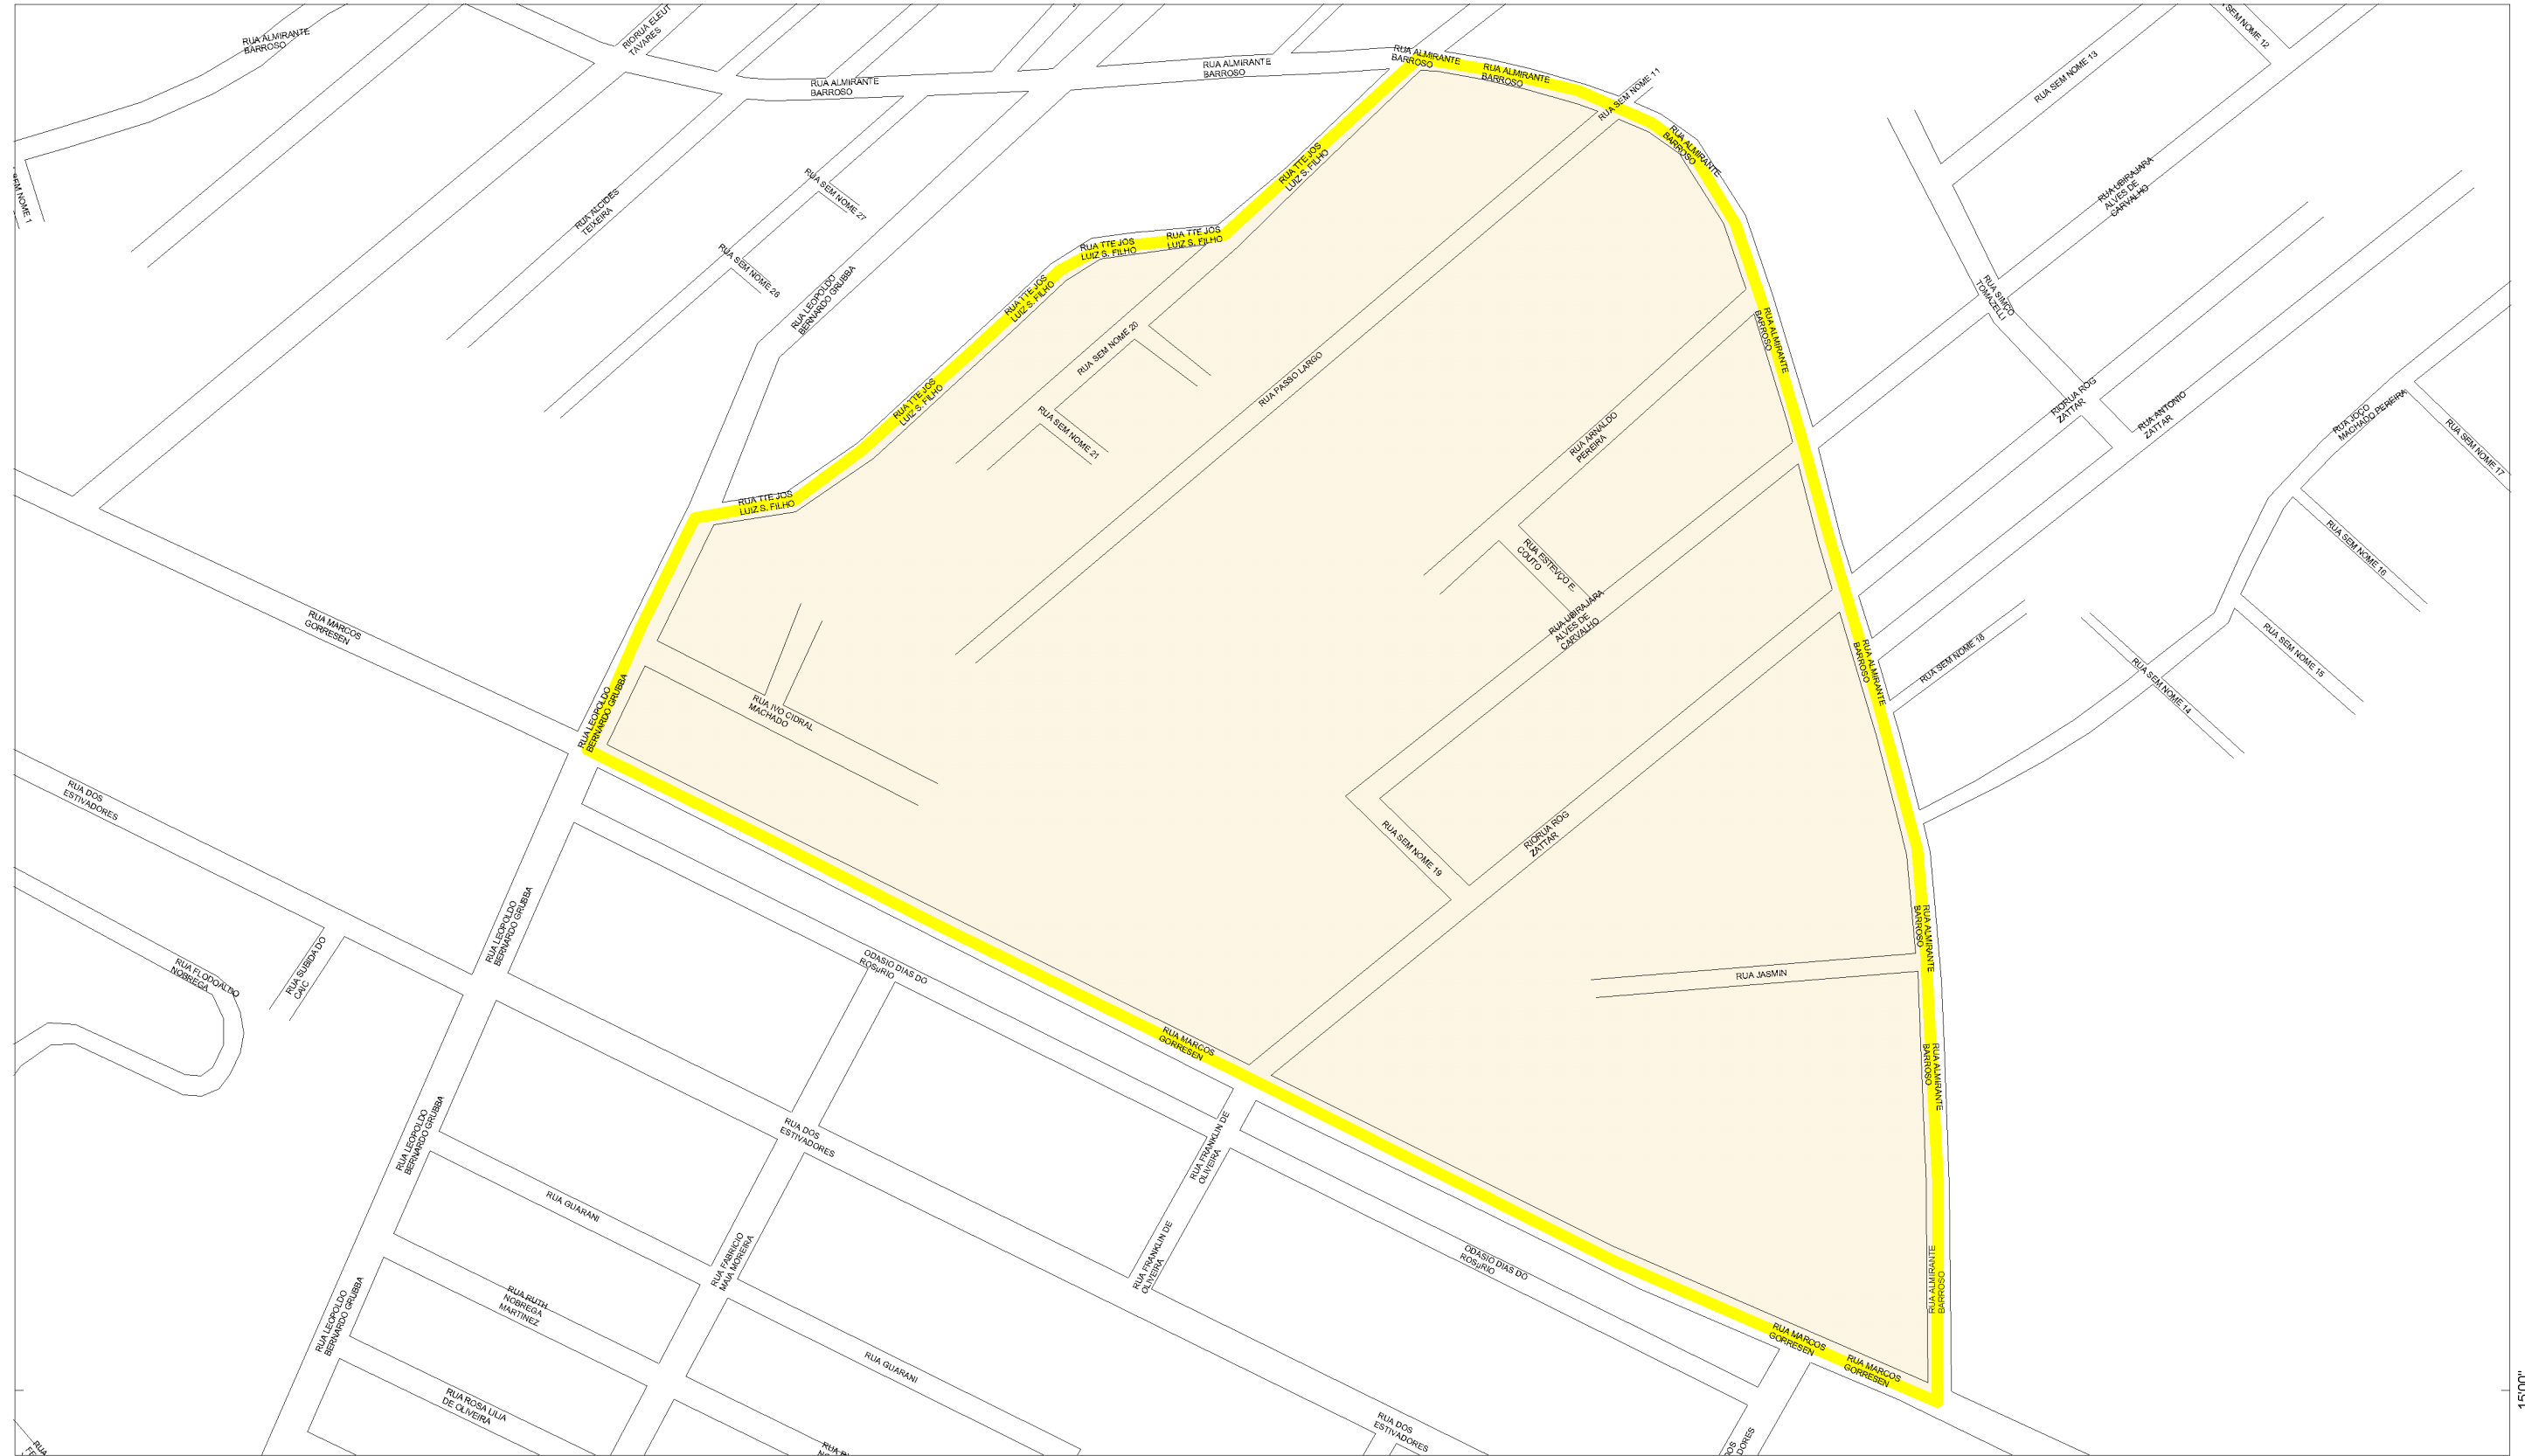 RUA ALMIRANTE
BARROSO
RIORUA ELEUT
TAVARES
RUA ALMIRANTE
BARROSO
RUA ALMIRANTE
BARROSO
RUA ALMIRANTE
BARROSO
RUA ALMIRANTE
BARROSO
RUA SEM NOME 11
SEM NOME 12
RUA SEM NOME 13
RUA ALMIRANTE
BARROSO
SEM NOME 1
RUA ALCIDES
TEIXEIRA
RUA SEM NOME 27
RUA SEM NOME 26
RUA LEOPOLDO
BERNARDO GRUBBA
RUA TTE JOS
LUIZ S. FILHO
RUA TTE JOS
LUIZ S. FILHO
RUA TTE JOS
LUIZ S. FILHO
RUA TTE JOS
LUIZ S. FILHO
RUA TTE JOS
LUIZ S. FILHO
RUA TTE JOS
LUIZ S. FILHO
RUA UBIRAJARA
ALVES DE
CARVALHO
RUA SIMÇO
TOMAZELLI
RUA ALMIRANTE
BARROSO
RUA SEM NOME 20
RUA SEM NOME 21
RUA PASSO LARGO
RUA ARNALDO
PEREIRA
RIORUA ROG
ZATTAR
RUA ANTONIO
ZATTAR
RUA JOÇO
MACHADO PEREIRA
RUA SEM NOME 17
RUA SEM NOME 16
RUA SEM NOME 15
RUA SEM NOME 14
RUA SEM NOME 18
RUA ESTEVÇO E.
COUTO
RUA UBIRAJARA
ALVES DE
CARVALHO
RUA ALMIRANTE
BARROSO
RUA MARCOS
GORRESEN
RUA LEOPOLDO
BERNARDO GRUBBA
RUA IVO CIDRAL
MACHADO
RUA DOS
ESTIVADORES
RUA SEM NOME 19
RIORUA ROG
ZATTAR
RUA ALMIRANTE
BARROSO
RUA JASMIN
RUA LEOPOLDO
BERNARDO GRUBBA
ODASIO DIAS DO
ROSµRIO
RUA FLODOALDO
NOBREGA
RUA SUBIDA DO
CAIC
RUA MARCOS
GORRESEN
RUA ALMIRANTE
BARROSO
RUA LEOPOLDO
BERNARDO GRUBBA
RUA DOS
ESTIVADORES
RUA FRANKLIN DE
OLIVEIRA
RUA GUARANI
RUA FABRICIO
MAIA MOREIRA
RUA FRANKLIN DE
OLIVEIRA
ODASIO DIAS DO
ROSµRIO
RUA ALMIRANTE
BARROSO
RUA LEOPOLDO
BERNARDO GRUBBA
RUA RUTH
NOBREGA
MARTINEZ
RUA GUARANI
RUA MARCOS
GORRESEN
RUA MARCOS
GORRESEN
RUA ROSA LILIA
DE OLIVEIRA
RUA DOS
ESTIVADORES
15'00"
RUA